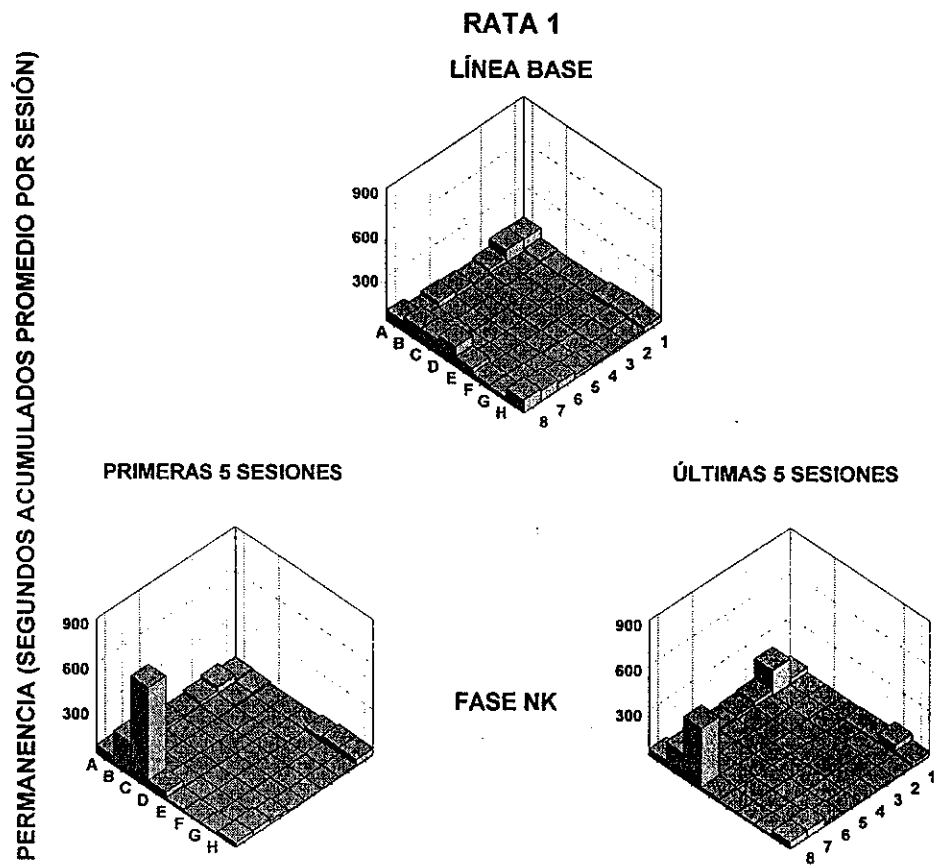 PERMANENCIA (SEGUNDOS ACUMULADOS PROMEDIO POR SESIÓN)
RATA 1
LÍNEA BASE
900
600
300
A B C D E F G H
8 7 6 5 4 3 2 1
PRIMERAS 5 SESIONES
900
600
300
A B C D E F G H
FASE NK
ÚLTIMAS 5 SESIONES
900
600
300
8 7 6 5 4 3 2 1